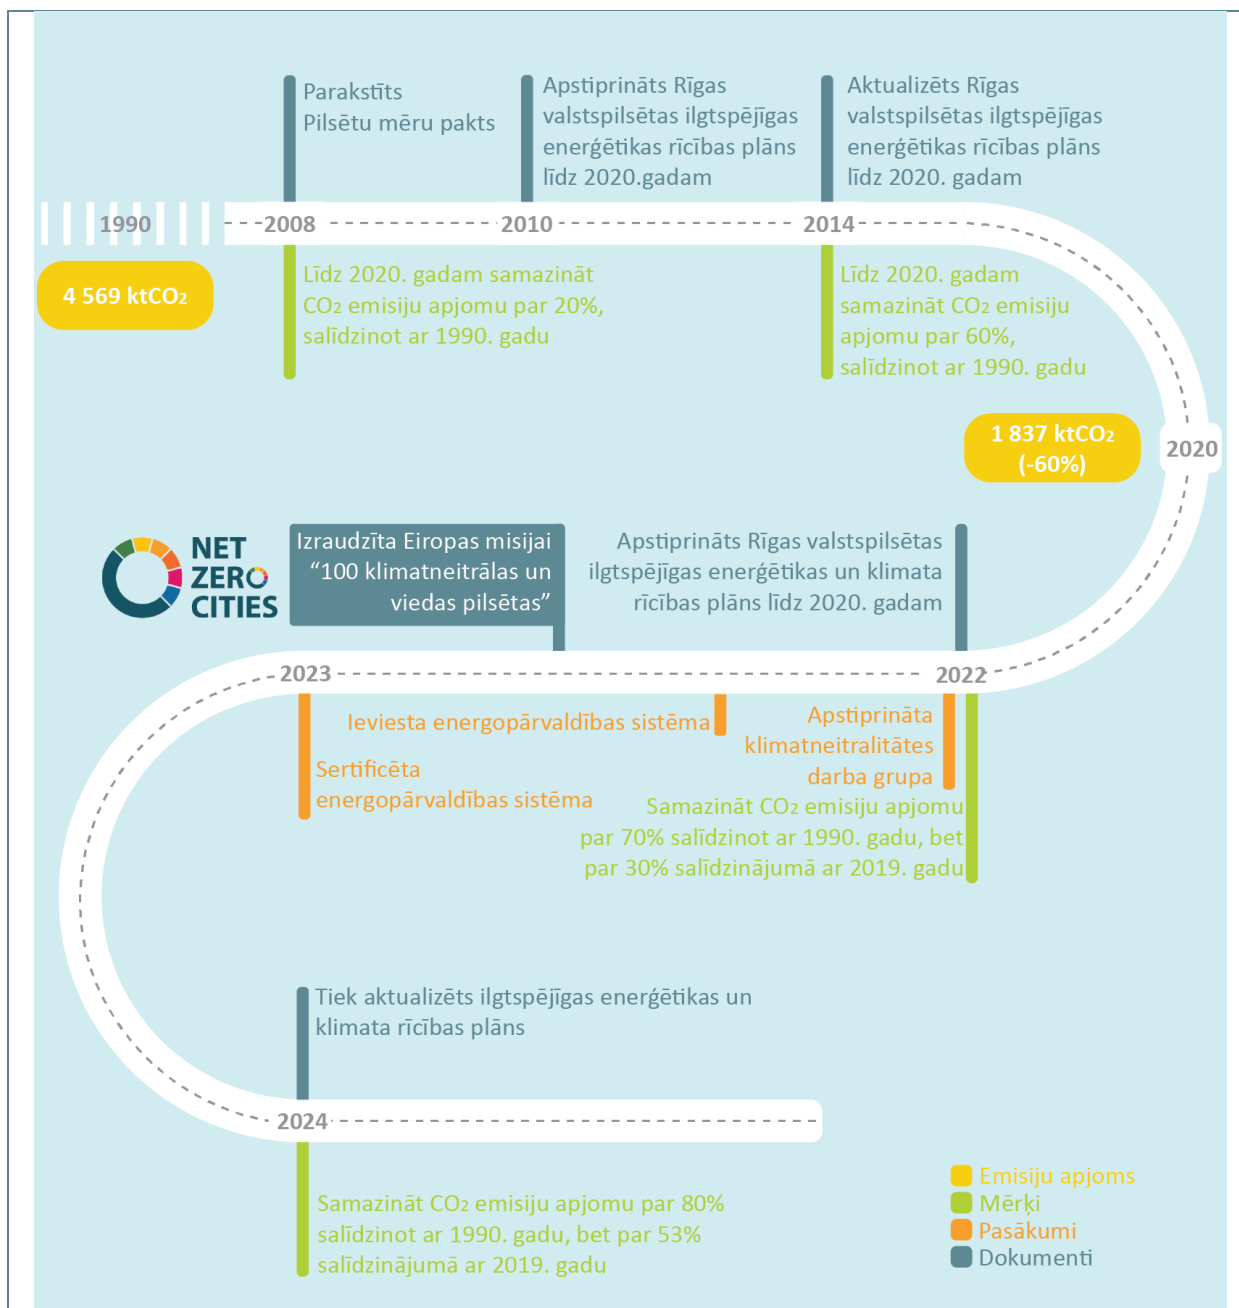 Parakstīts
Pilsētu mēru pakts
Apstiprināts Rīgas
valstspilsētas ilgtspējīgas
enerģētikas rīcības plāns
līdz 2020.gadam
Aktualizēts Rīgas
valstspilsētas ilgtspējīgas
enerģētikas rīcības plāns
līdz 2020. gadam
1990
2008
2010
2014
4 569 ktCO₂
Līdz 2020. gadam samazināt
CO₂ emisiju apjomu par 20%,
salīdzinot ar 1990. gadu
Līdz 2020. gadam
samazināt CO₂ emisiju
apjomu par 60%,
salīdzinot ar 1990. gadu
1 837 ktCO₂
(-60%)
2020
NET
ZERO
CITIES
Izraudzīta Eiropas misijai
“100 klimatneitrālas un
viedas pilsētas”
Apstiprināts Rīgas valstspilsētas
ilgtspējīgas enerģētikas un klimata
rīcības plāns līdz 2020. gadam
2023
2022
Ieviesta energopārvaldības sistēma
Apstiprināta
klimatneitralitātes
darba grupa
Sertificēta
energopārvaldības sistēma
Samazināt CO₂ emisiju apjomu
par 70% salīdzinot ar 1990. gadu, bet
par 30% salīdzinājumā ar 2019. gadu
Tiek aktualizēts ilgtspējīgas enerģētikas un
klimata rīcības plāns
2024
Samazināt CO₂ emisiju apjomu par 80%
salīdzinot ar 1990. gadu, bet par 53%
salīdzinājumā ar 2019. gadu
Emisiju apjoms
Mērķi
Pasākumi
Dokumenti